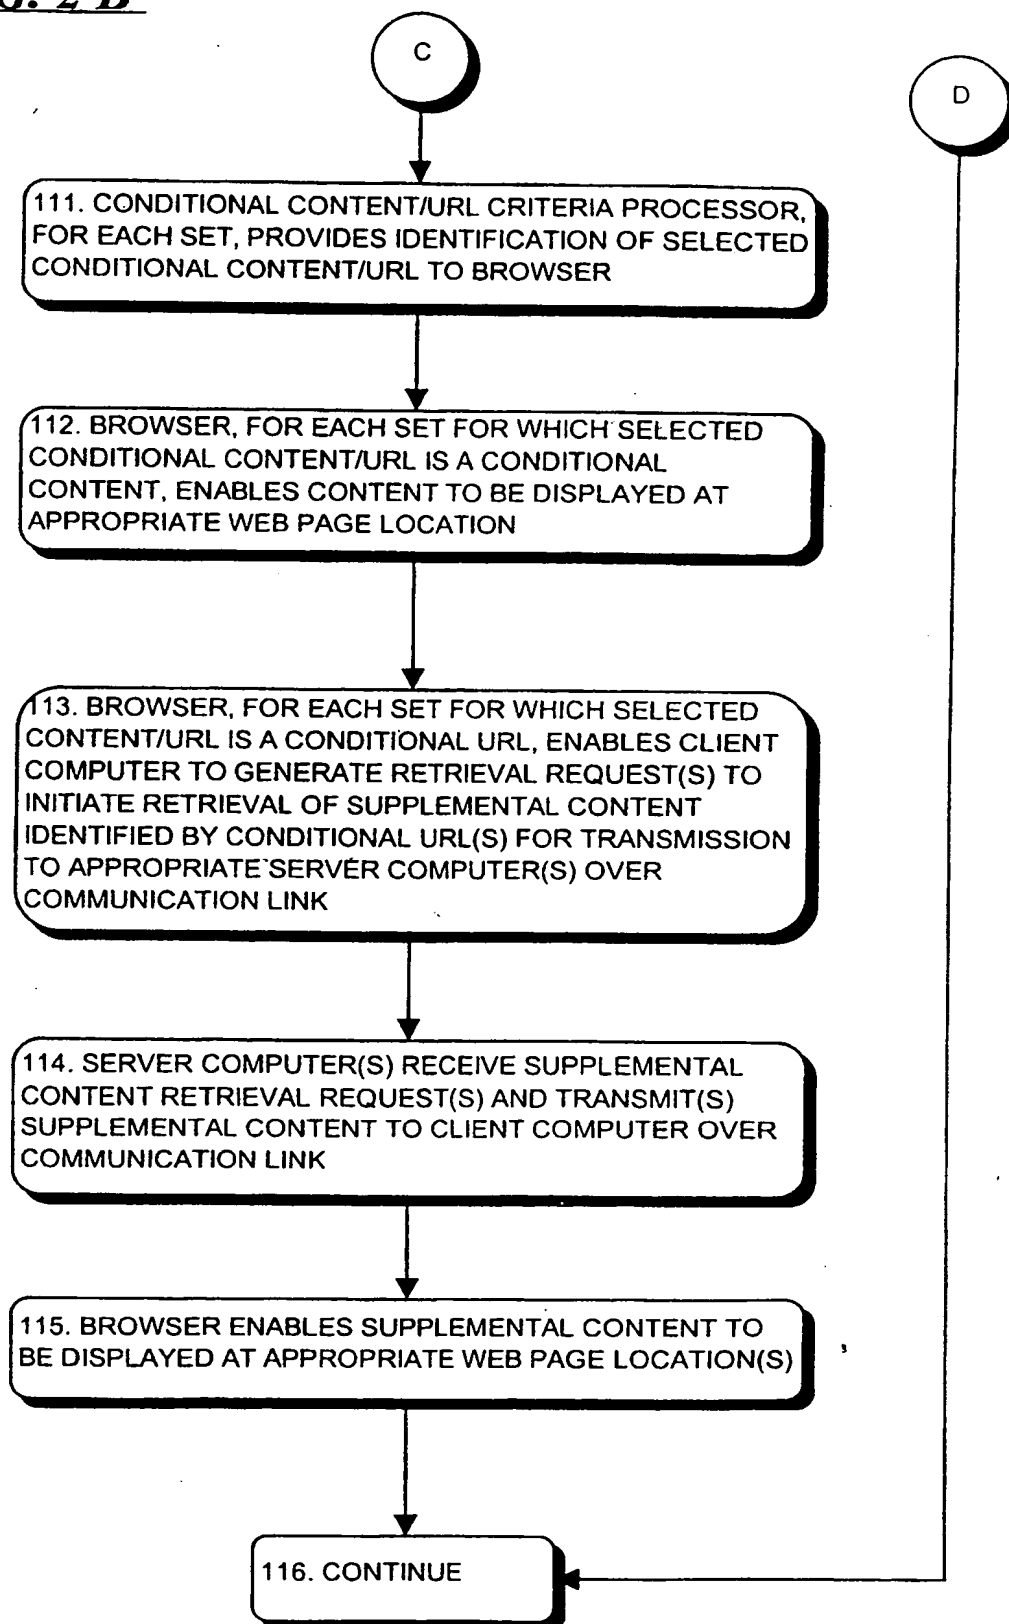 G. 2 B
C
D
111. CONDITIONAL CONTENT/URL CRITERIA PROCESSOR,
FOR EACH SET, PROVIDES IDENTIFICATION OF SELECTED
CONDITIONAL CONTENT/URL TO BROWSER
112. BROWSER, FOR EACH SET FOR WHICH SELECTED
CONDITIONAL CONTENT/URL IS A CONDITIONAL
CONTENT, ENABLES CONTENT TO BE DISPLAYED AT
APPROPRIATE WEB PAGE LOCATION
113. BROWSER, FOR EACH SET FOR WHICH SELECTED
CONTENT/URL IS A CONDITIONAL URL, ENABLES CLIENT
COMPUTER TO GENERATE RETRIEVAL REQUEST(S) TO
INITIATE RETRIEVAL OF SUPPLEMENTAL CONTENT
IDENTIFIED BY CONDITIONAL URL(S) FOR TRANSMISSION
TO APPROPRIATE SERVER COMPUTER(S) OVER
COMMUNICATION LINK
114. SERVER COMPUTER(S) RECEIVE SUPPLEMENTAL
CONTENT RETRIEVAL REQUEST(S) AND TRANSMIT(S)
SUPPLEMENTAL CONTENT TO CLIENT COMPUTER OVER
COMMUNICATION LINK
115. BROWSER ENABLES SUPPLEMENTAL CONTENT TO
BE DISPLAYED AT APPROPRIATE WEB PAGE LOCATION(S)
116. CONTINUE